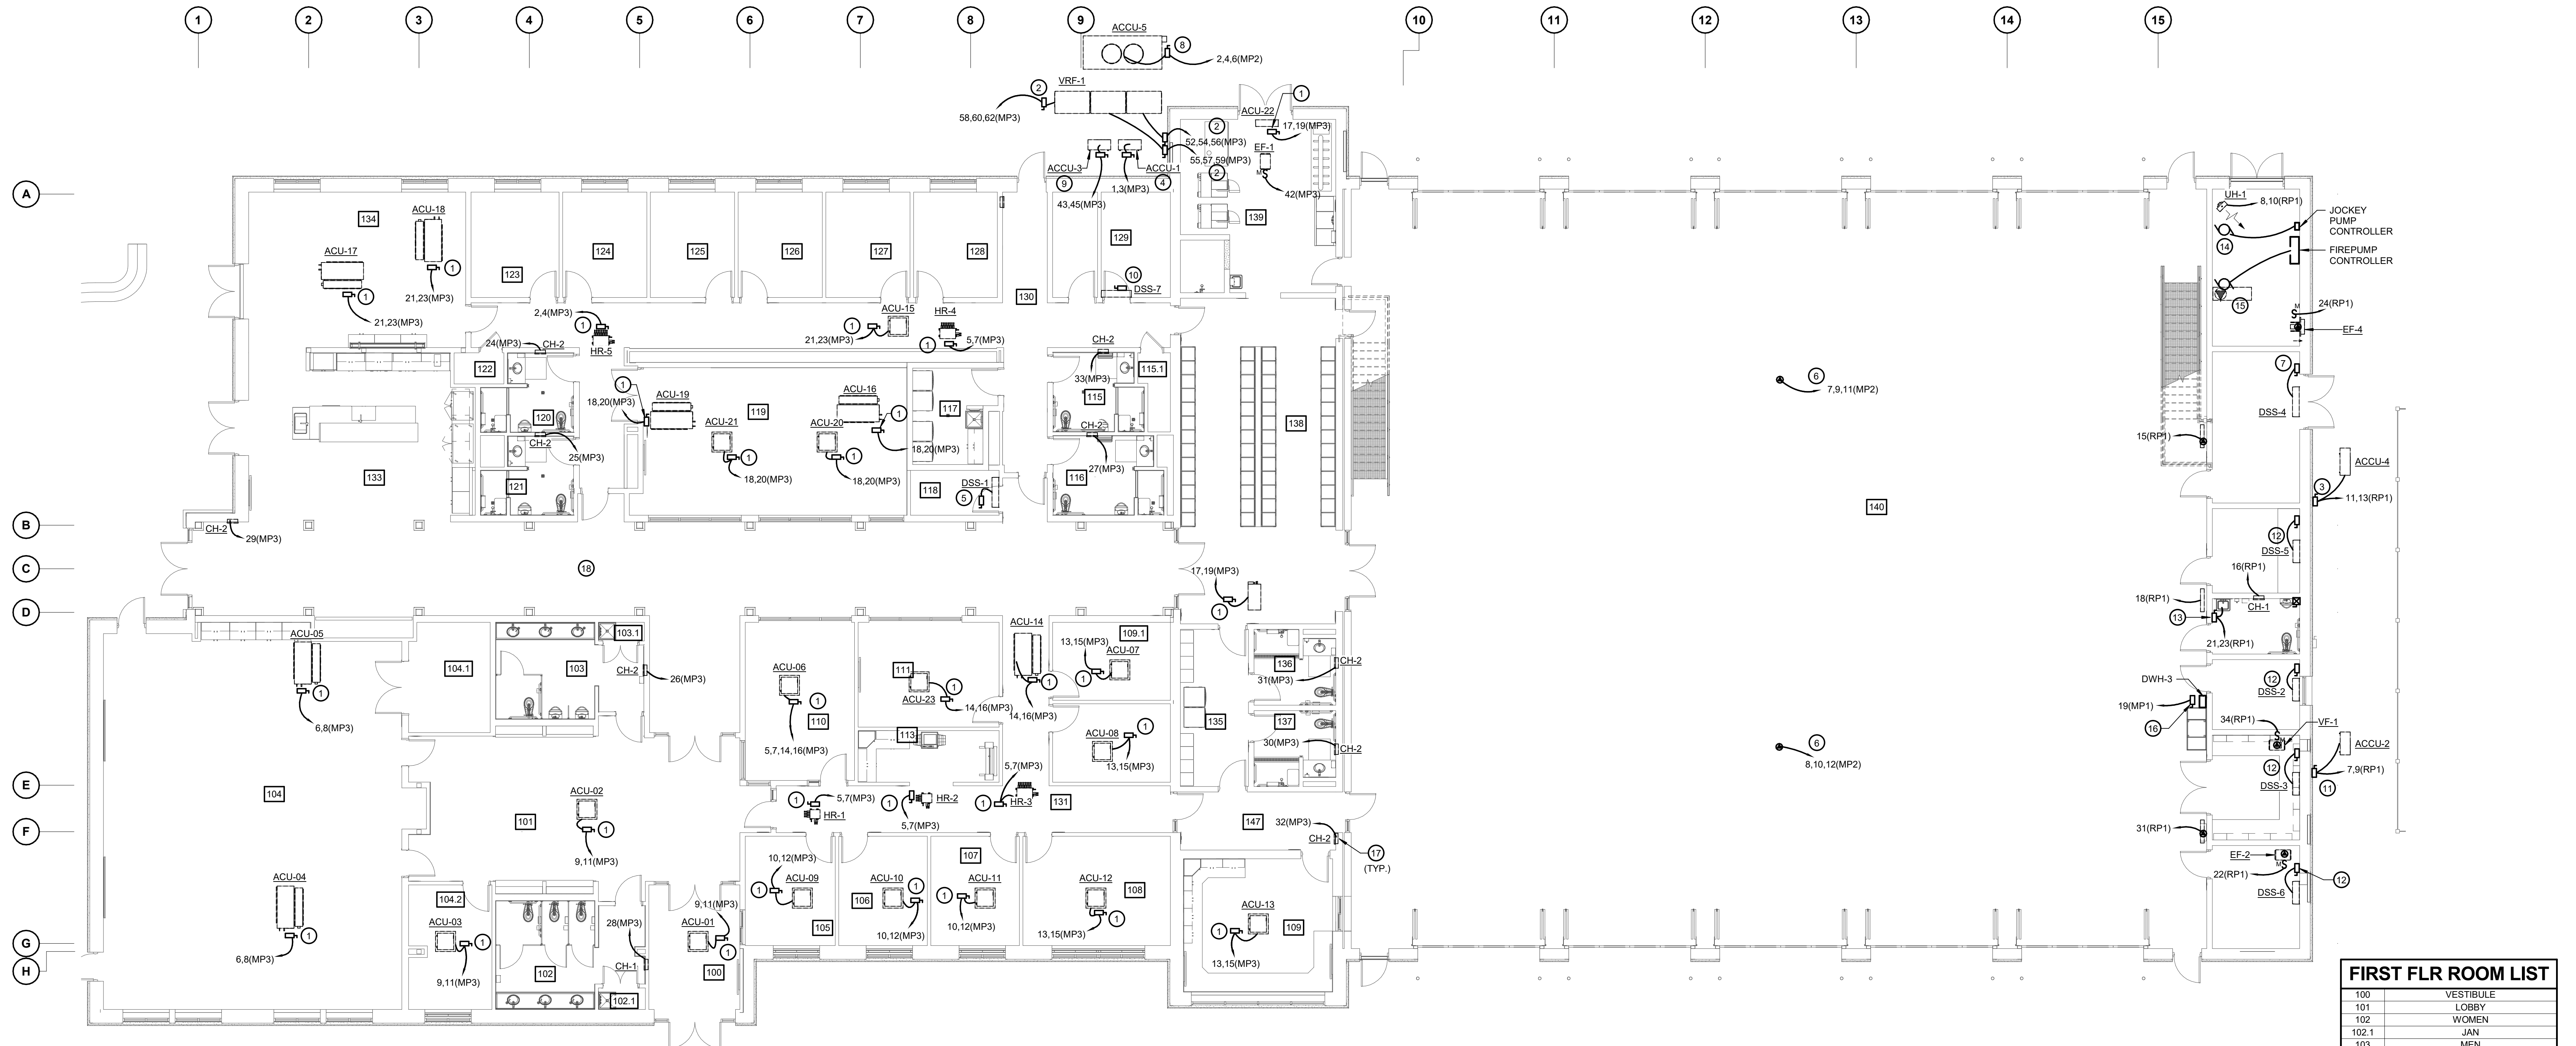 1
2
3
4
5
6
7
8
9
10
11
12
13
14
15
ACCU-5
8
2,4,6(MP2)
VRF-1
2
58,60,62(MP3)
ACU-22
1
17,19(MP3)
2
52,54,56(MP3)
EF-1
55,57,59(MP3)
2
M
42(MP3)
ACCU-3
ACCU-1
9
1,3(MP3)
4
43,45(MP3)
A
134
ACU-18
ACU-17
1
1
21,23(MP3)
21,23(MP3)
123
124
125
126
127
128
130
129
10
DSS-7
139
UH-1
8,10(RP1)
JOCKEY
PUMP
CONTROLLER
14
FIREPUMP
CONTROLLER
15
M
24(RP1)
EF-4
2,4(MP3)
1
HR-5
24(MP3)
CH-2
ACU-15
1
21,23(MP3)
HR-4
1
5,7(MP3)
CH-2
33(MP3)
115.1
122
1
18,20(MP3)
ACU-19
119
ACU-16
1
117
115
120
CH-2
25(MP3)
ACU-21
1
18,20(MP3)
ACU-20
1
18,20(MP3)
18,20(MP3)
CH-2
27(MP3)
116
138
6
7,9,11(MP2)
7
DSS-4
15(RP1)
ACCU-4
3
11,13(RP1)
133
121
118
DSS-1
5
140
B
CH-2
29(MP3)
12
DSS-5
C
18
17,19(MP3)
1
16(RP1)
CH-1
18(RP1)
13
21,23(RP1)
D
ACU-05
1
6,8(MP3)
104.1
103
103.1
CH-2
26(MP3)
ACU-06
1
110
5,7,14,16(MP3)
111
1
ACU-23
14,16(MP3)
ACU-14
1
14,16(MP3)
109.1
13,15(MP3)
ACU-07
1
136
CH-2
31(MP3)
12
DSS-2
DWH-3
19(MP1)
16
34(RP1)
M
VF-1
113
ACU-08
1
13,15(MP3)
135
137
30(MP3)
CH-2
6
8,10,12(MP2)
ACCU-2
12
DSS-3
7,9(RP1)
11
E
104
ACU-02
1
101
9,11(MP3)
5,7(MP3)
1
HR-1
1
HR-2
5,7(MP3)
5,7(MP3)
1
HR-3
131
F
147
32(MP3)
CH-2
17
(TYP.)
31(RP1)
EF-2
M
22(RP1)
DSS-6
12
ACU-04
1
6,8(MP3)
104.2
ACU-03
1
9,11(MP3)
102
102.1
28(MP3)
CH-1
9,11(MP3)
ACU-01
1
100
10,12(MP3)
1
ACU-09
105
106
ACU-10
1
10,12(MP3)
107
1
ACU-11
10,12(MP3)
ACU-12
1
108
13,15(MP3)
ACU-13
1
109
13,15(MP3)
G
H
FIRST FLR ROOM LIST
100 VESTIBULE
101 LOBBY
102 WOMEN
102.1 JAN
103 MEN